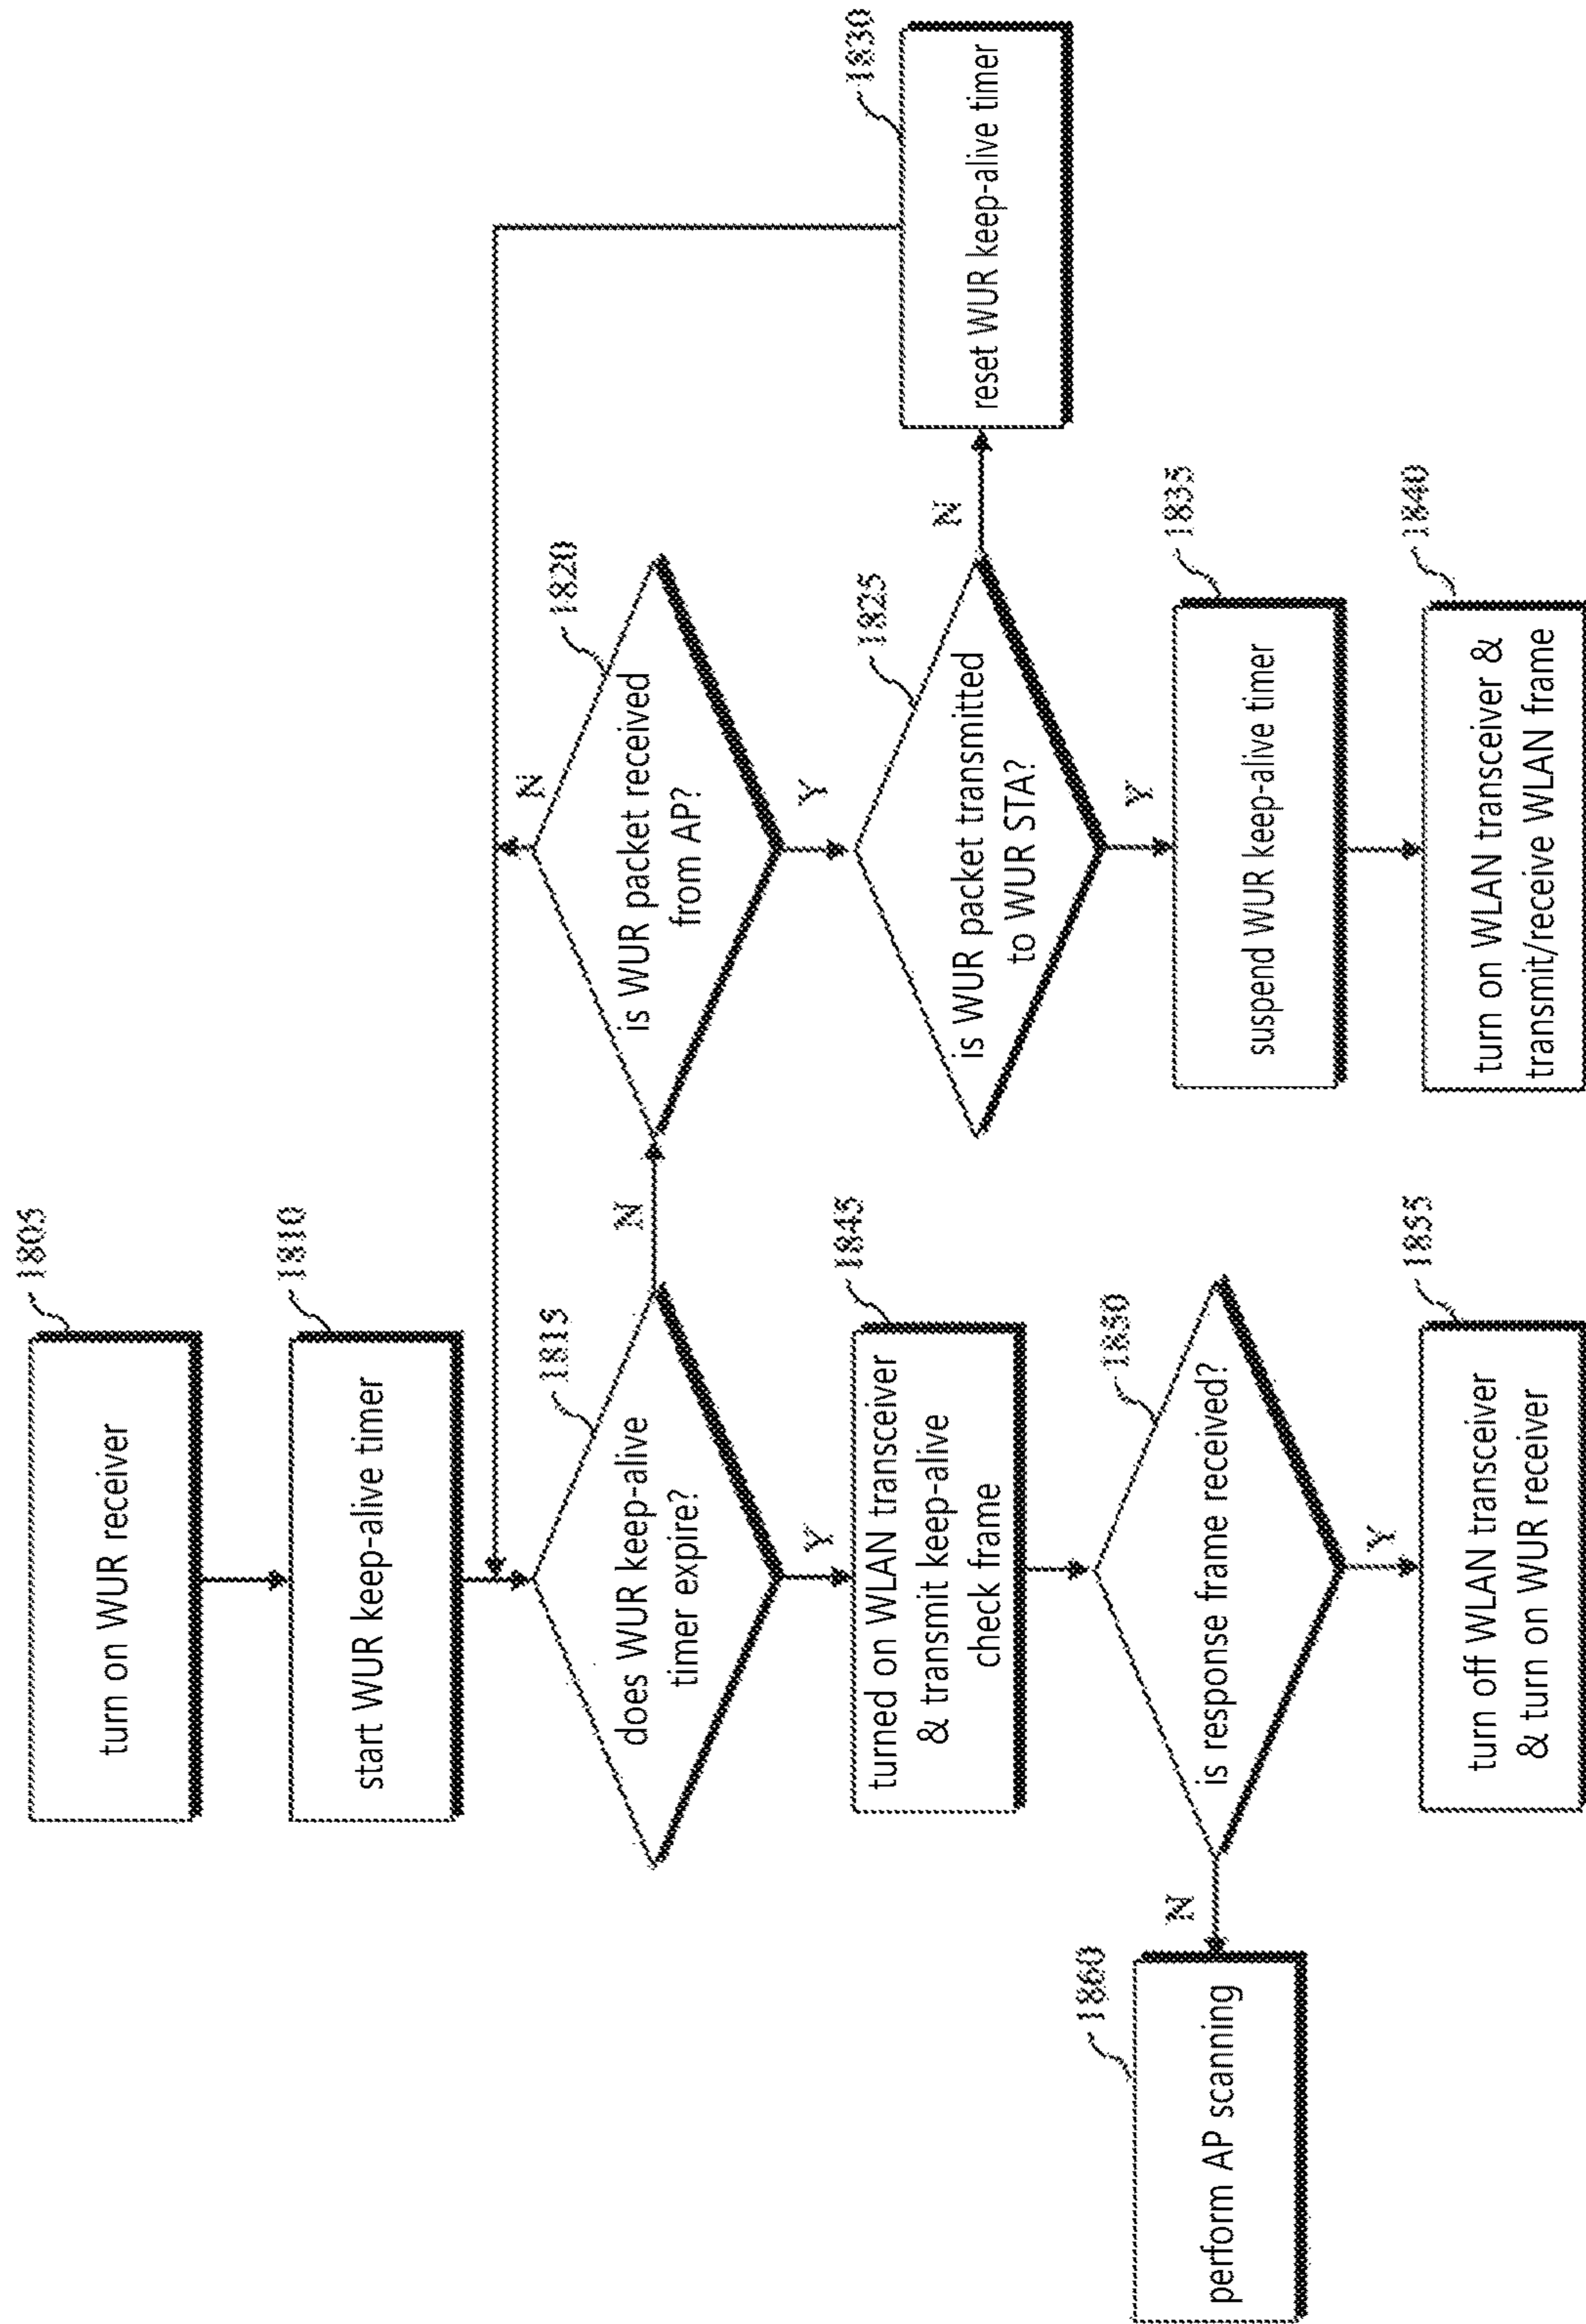 1805
turn on WUR receiver
1810
start WUR keep-alive timer
1815
does WUR keep-alive
timer expire?
N
Y
1820
is WUR packet received
from AP?
N
Y
1825
is WUR packet transmitted
to WUR STA?
N
Y
1830
reset WUR keep-alive timer
1835
suspend WUR keep-alive timer
1840
turn on WLAN transceiver &
transmit/receive WLAN frame
1845
turned on WLAN transceiver
& transmit keep-alive
check frame
1850
is response frame received?
N
Y
1855
turn off WLAN transceiver
& turn on WUR receiver
1860
perform AP scanning